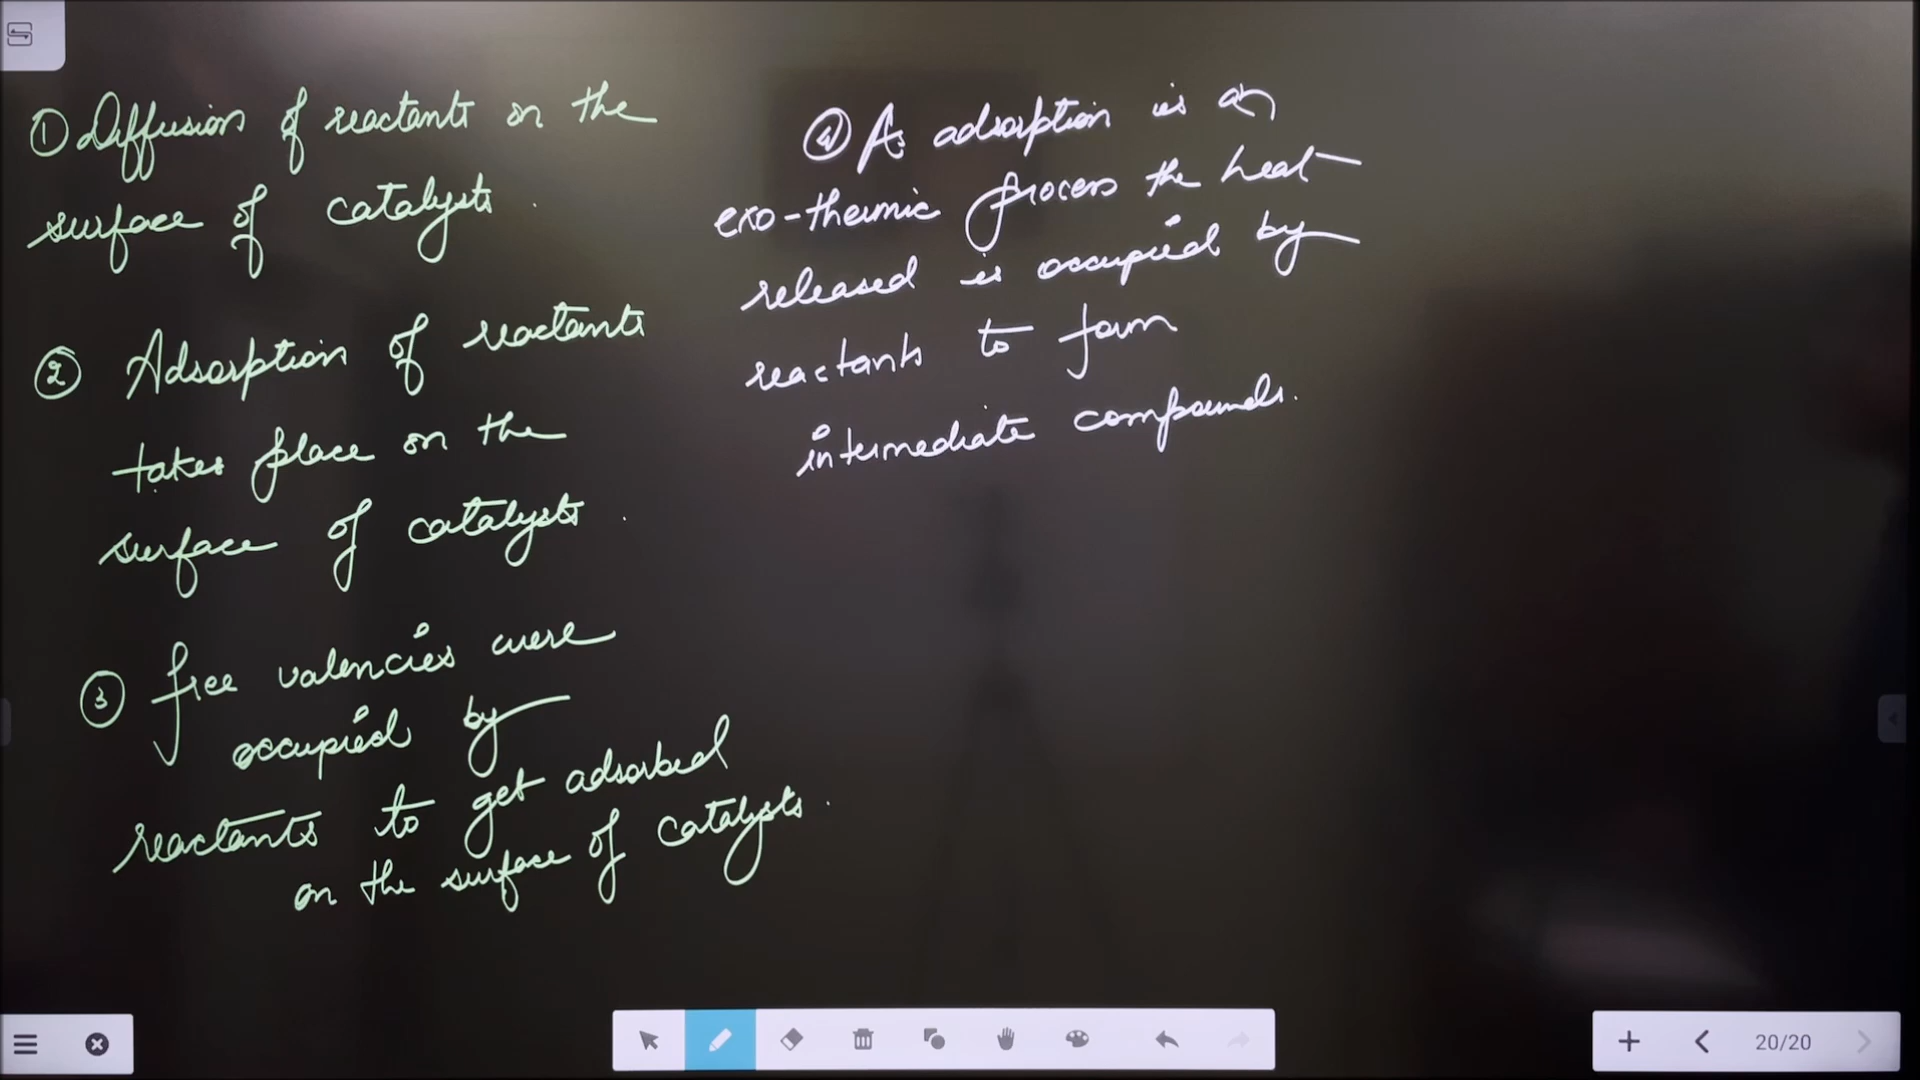 ① Diffusion of reactants on the
surface of catalysts.
② Adsorption of reactants
takes place on the
surface of catalysts.
③ free valencies were
occupied by
reactants to get adsorbed
on the surface of catalysts.
④ As adsorption is an
exo-thermic process the heat
released is occupied by
reactants to form
intermediate compounds.
20/20